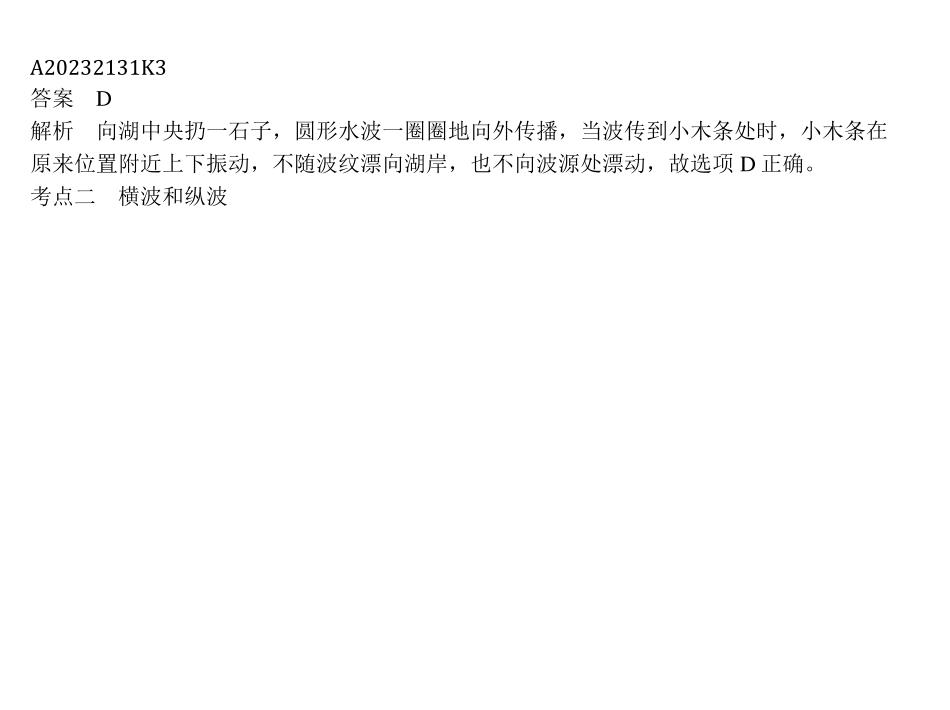 A20232131K3
答案　D
解析　向湖中央扔一石子，圆形水波一圈圈地向外传播，当波传到小木条处时，小木条在
原来位置附近上下振动，不随波纹漂向湖岸，也不向波源处漂动，故选项 D 正确。
考点二　横波和纵波